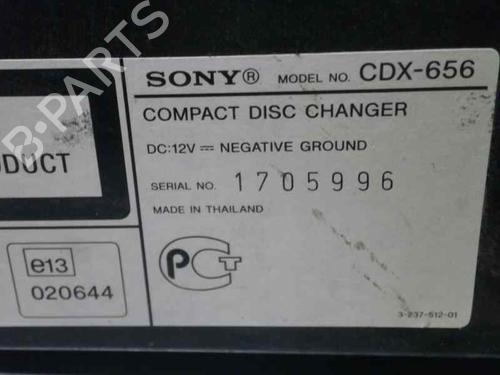 SONY® MODEL NO. CDX-656
COMPACT DISC CHANGER
DC:12V ⎓ NEGATIVE GROUND
SERIAL NO. 1705996
MADE IN THAILAND
PCT
3-237-512-01
ODUCT
e13
020644
B-PARTS